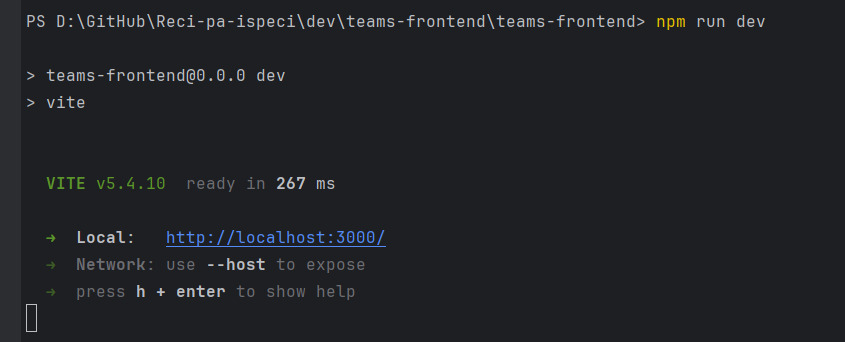 PS D:\GitHub\Reci-pa-ispeci\dev\teams-frontend\teams-frontend> npm run dev
> teams-frontend@0.0.0 dev
> vite
VITE v5.4.10  ready in 267 ms
➜  Local:   http://localhost:3000/
➜  Network: use --host to expose
➜  press h + enter to show help